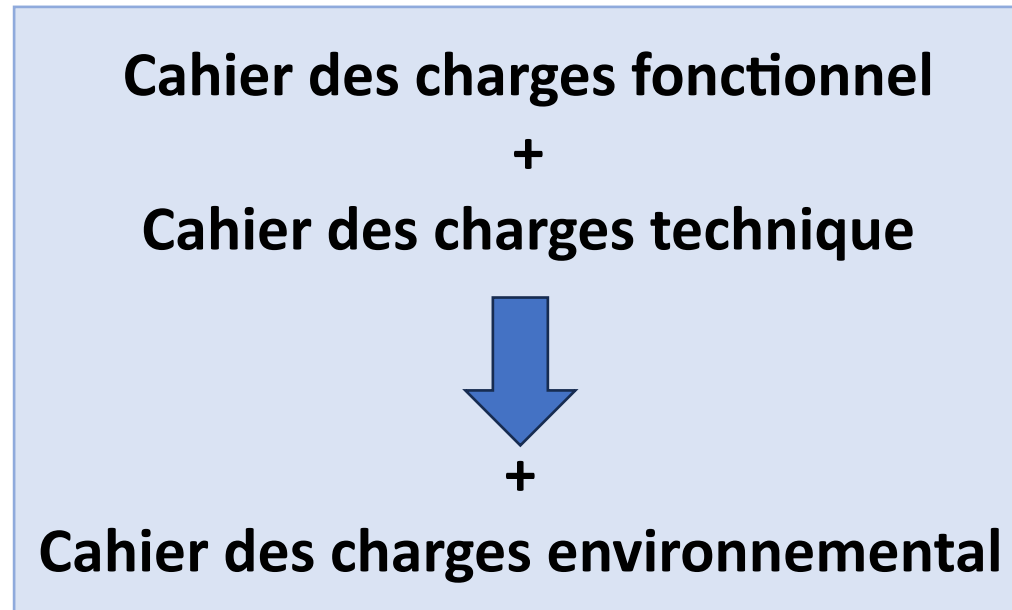 Cahier des charges fonctionnel
+
Cahier des charges technique
+
Cahier des charges environnemental